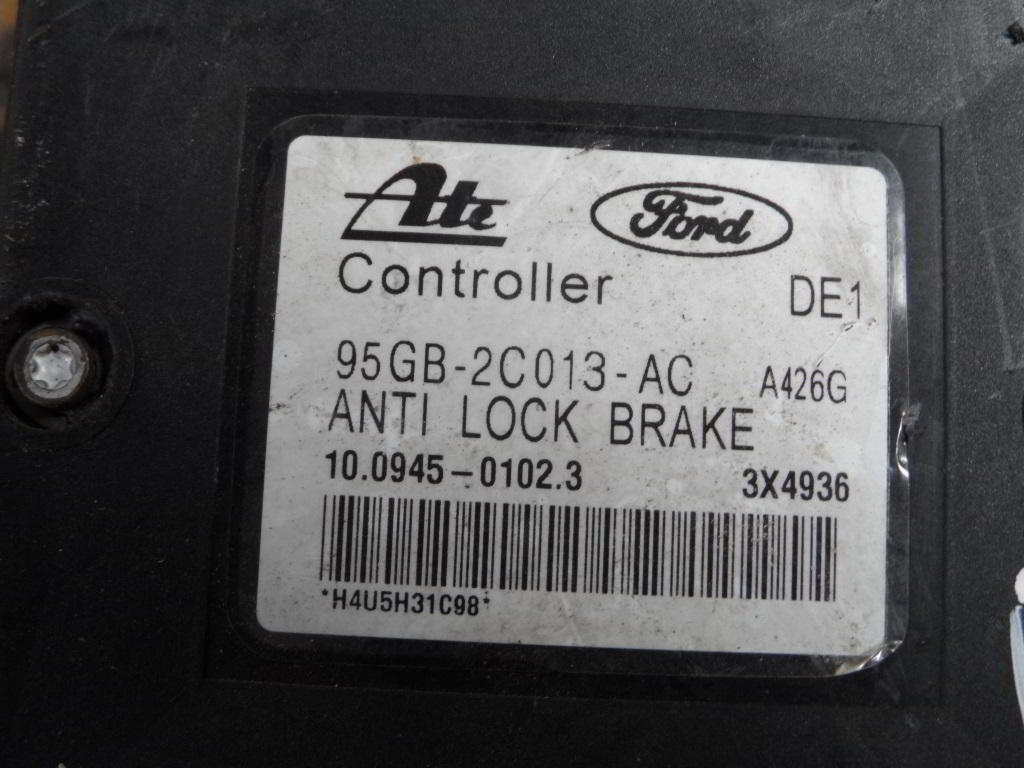 Ate Ford
Controller DE1
95GB-2C013-AC A426G
ANTI LOCK BRAKE
10.0945-0102.3 3X4936
*H4U5H31C98*